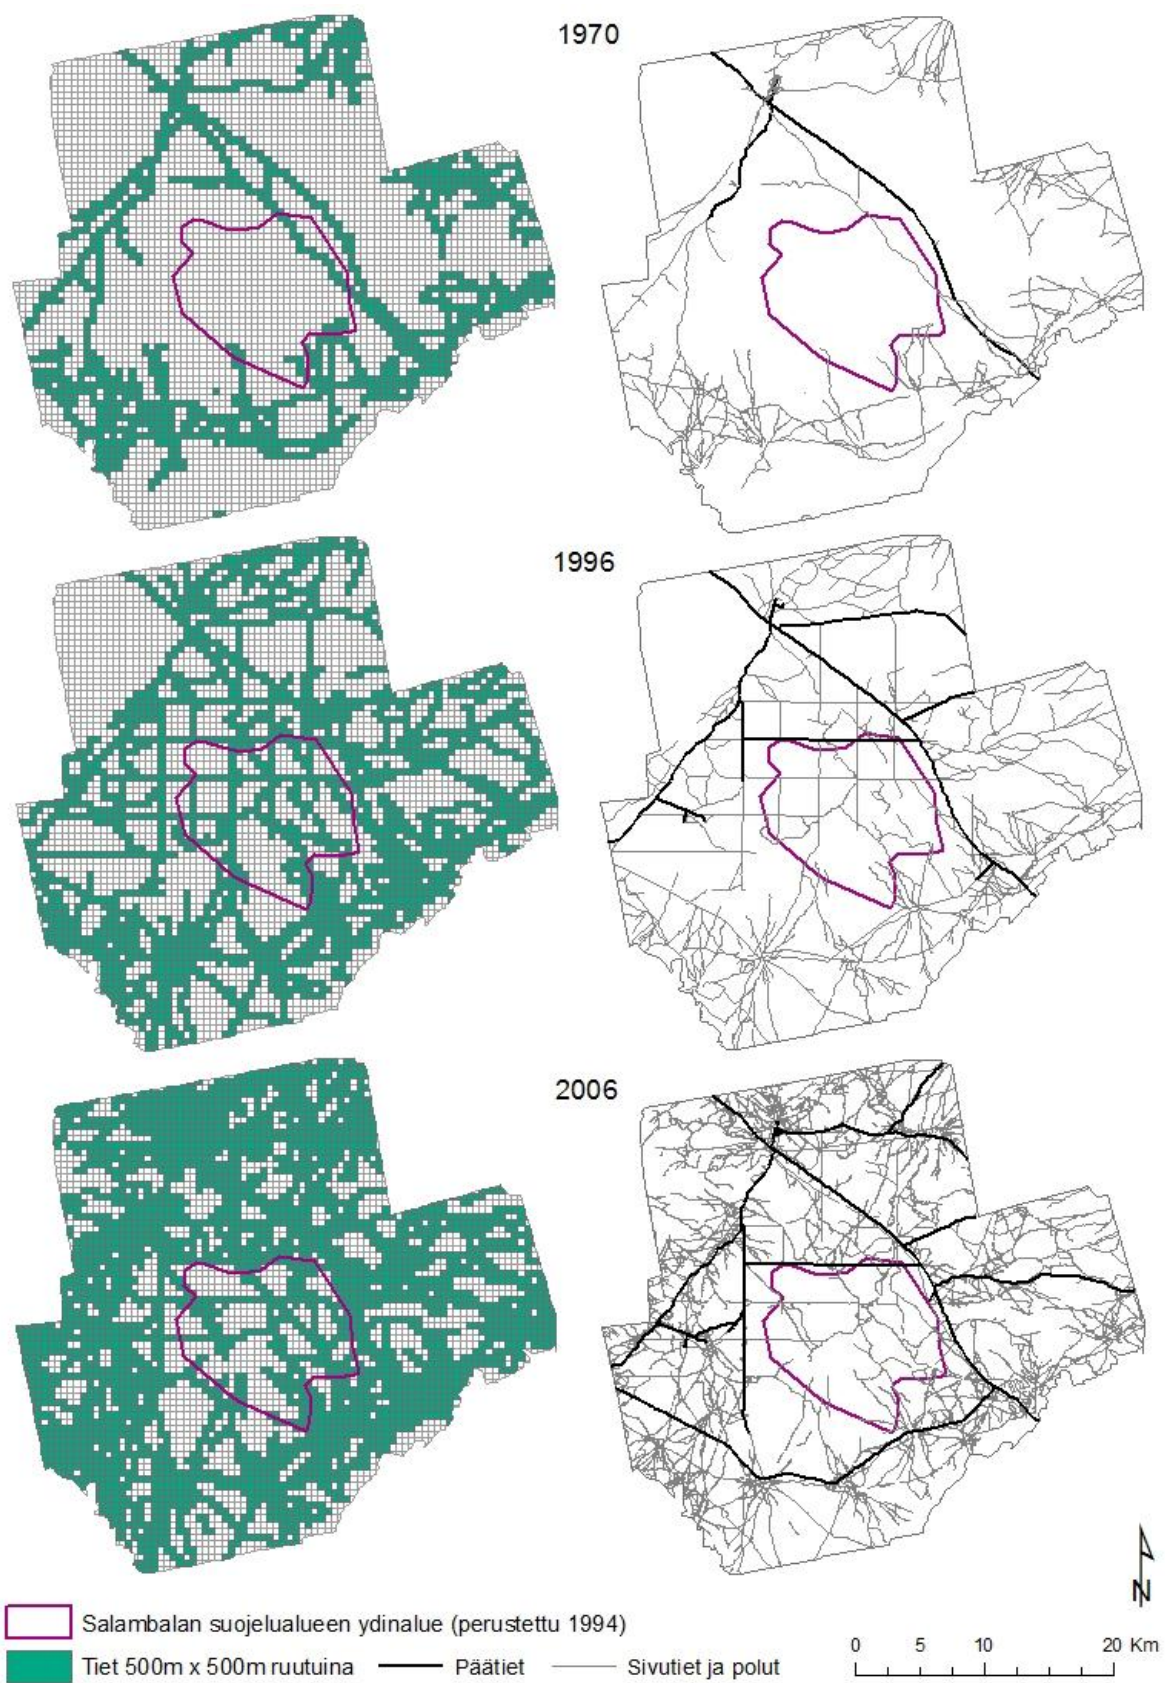 1970
1996
2006
N
Salambalan suojelualueen ydinalue (perustettu 1994)
Tiet 500m x 500m ruutuina
Päätiet
Sivutiet ja polut
0 5 10 20 Km